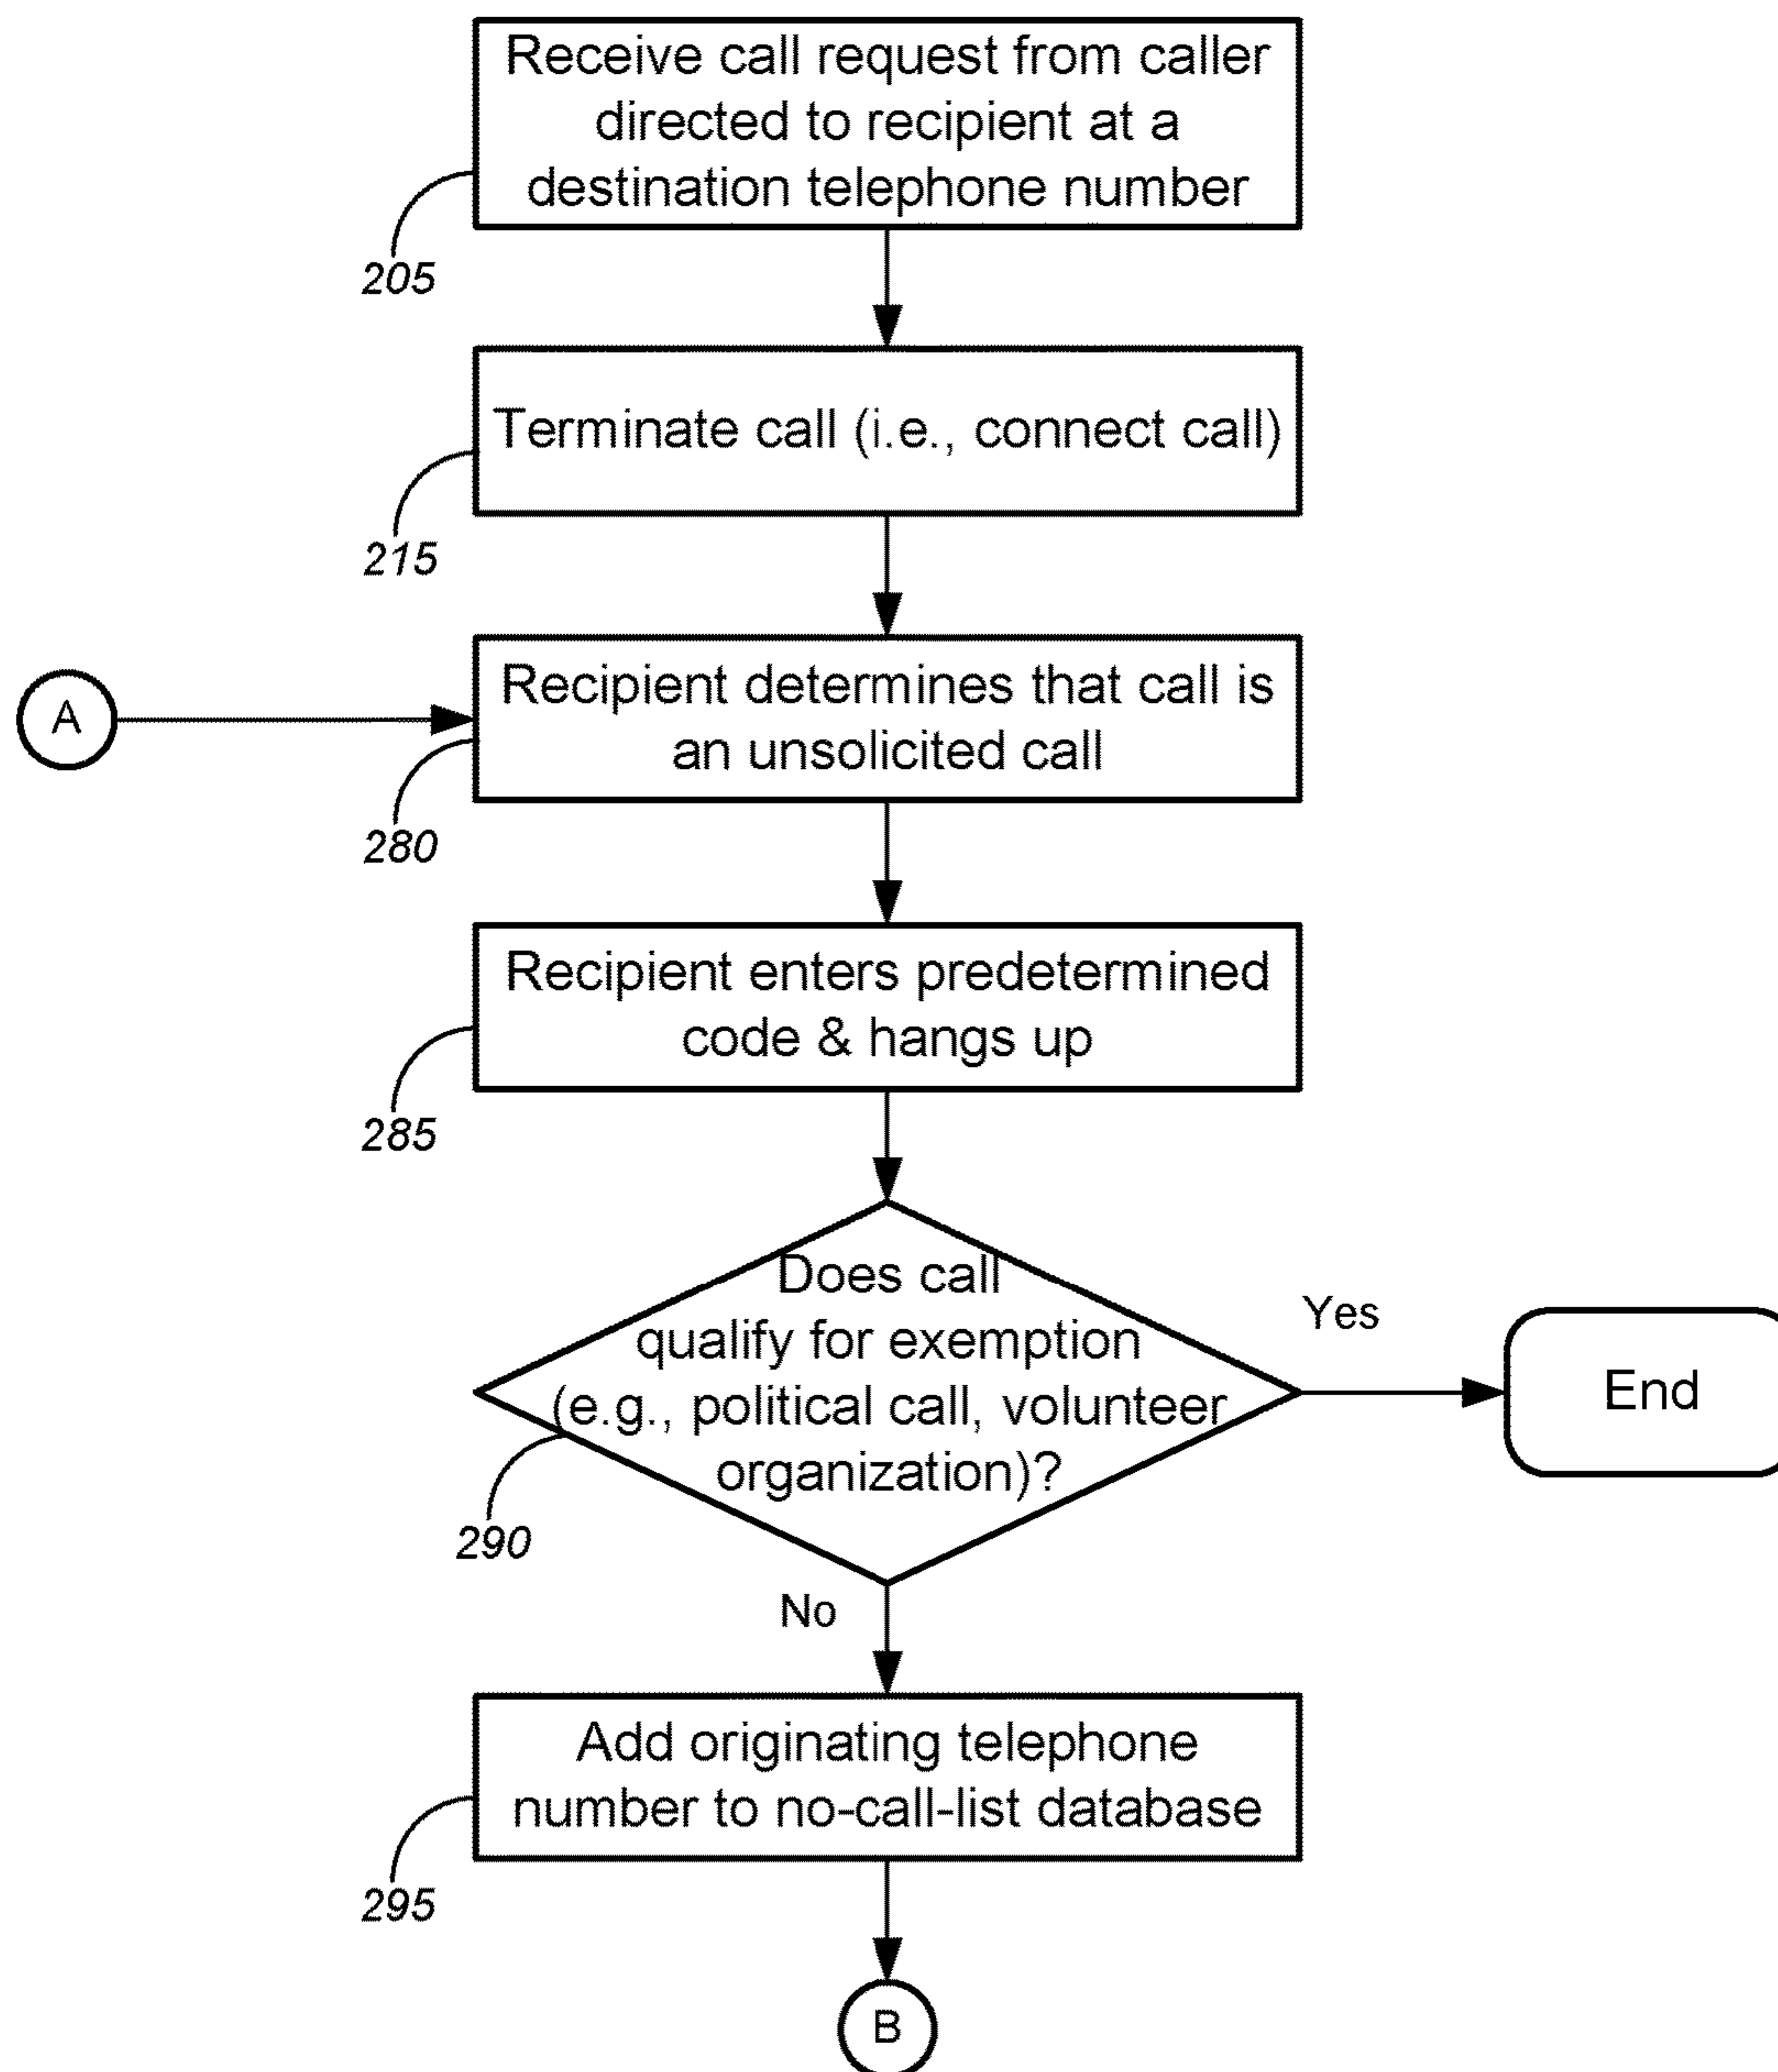 Receive call request from caller
directed to recipient at a
destination telephone number
205
Terminate call (i.e., connect call)
215
A
Recipient determines that call is
an unsolicited call
280
Recipient enters predetermined
code & hangs up
285
Does call
qualify for exemption
(e.g., political call, volunteer
organization)?
290
Yes
End
No
Add originating telephone
number to no-call-list database
295
B